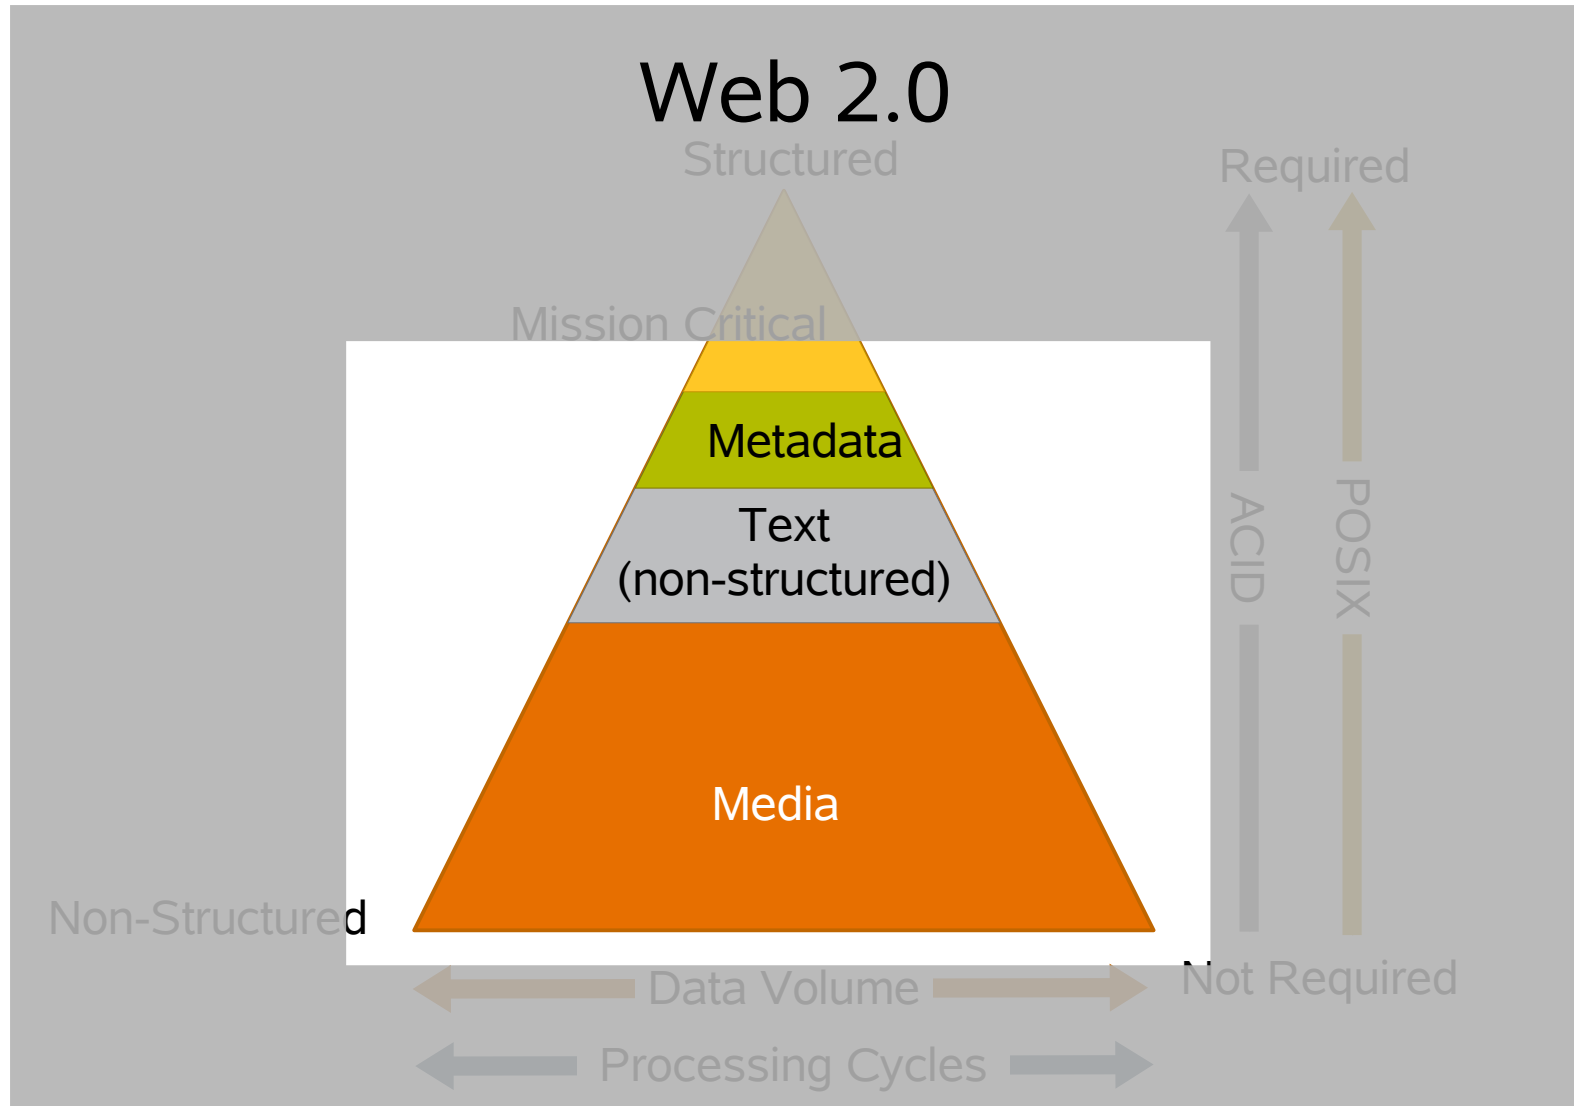 Web 2.0
Structured
Required
Mission Critical
Metadata
Text
(non-structured)
ACID
POSIX
Media
Non-Structured
Not Required
Data Volume
Processing Cycles